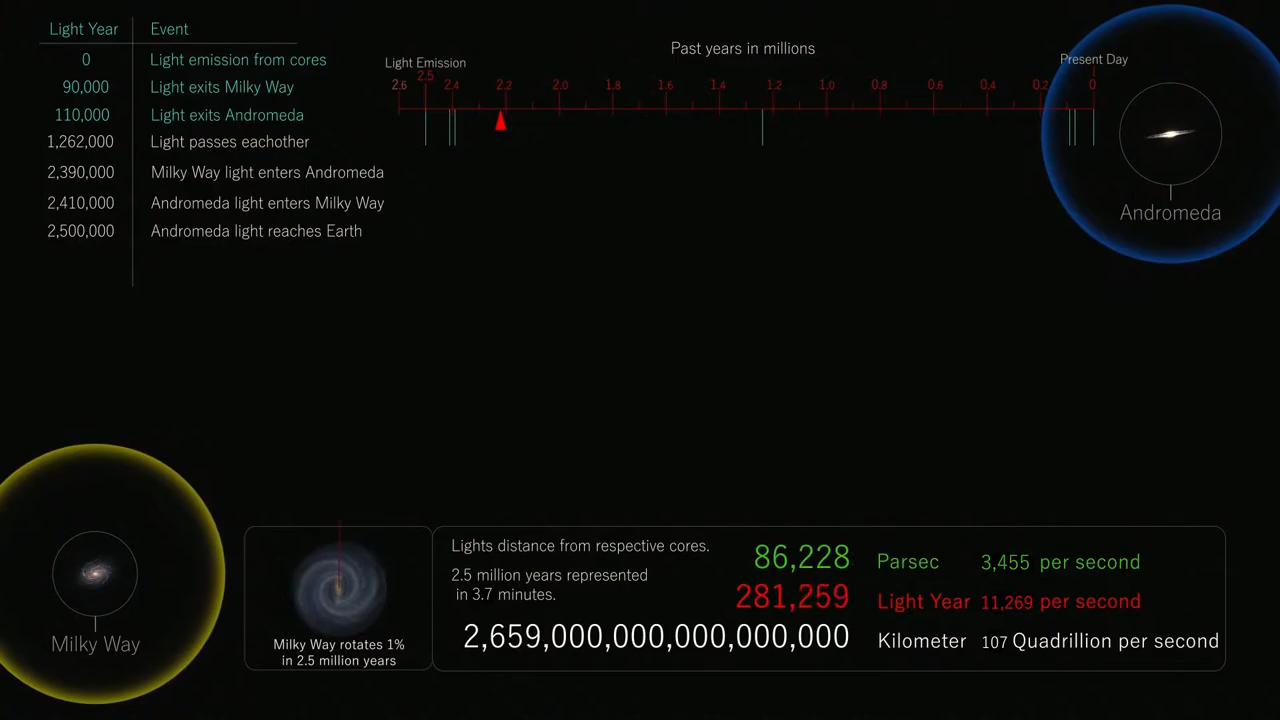 Light Year Event
0 Light emission from cores
90,000 Light exits Milky Way
110,000 Light exits Andromeda
1,262,000 Light passes eachother
2,390,000 Milky Way light enters Andromeda
2,410,000 Andromeda light enters Milky Way
2,500,000 Andromeda light reaches Earth
Past years in millions
Light Emission
Present Day
2.6 2.5 2.4 2.2 2.0 1.8 1.6 1.4 1.2 1.0 0.8 0.6 0.4 0.2 0
Andromeda
Milky Way
Milky Way rotates 1%
in 2.5 million years
Lights distance from respective cores.
2.5 million years represented
in 3.7 minutes.
86,228 Parsec 3,455 per second
281,259 Light Year 11,269 per second
2,659,000,000,000,000,000 Kilometer 107 Quadrillion per second